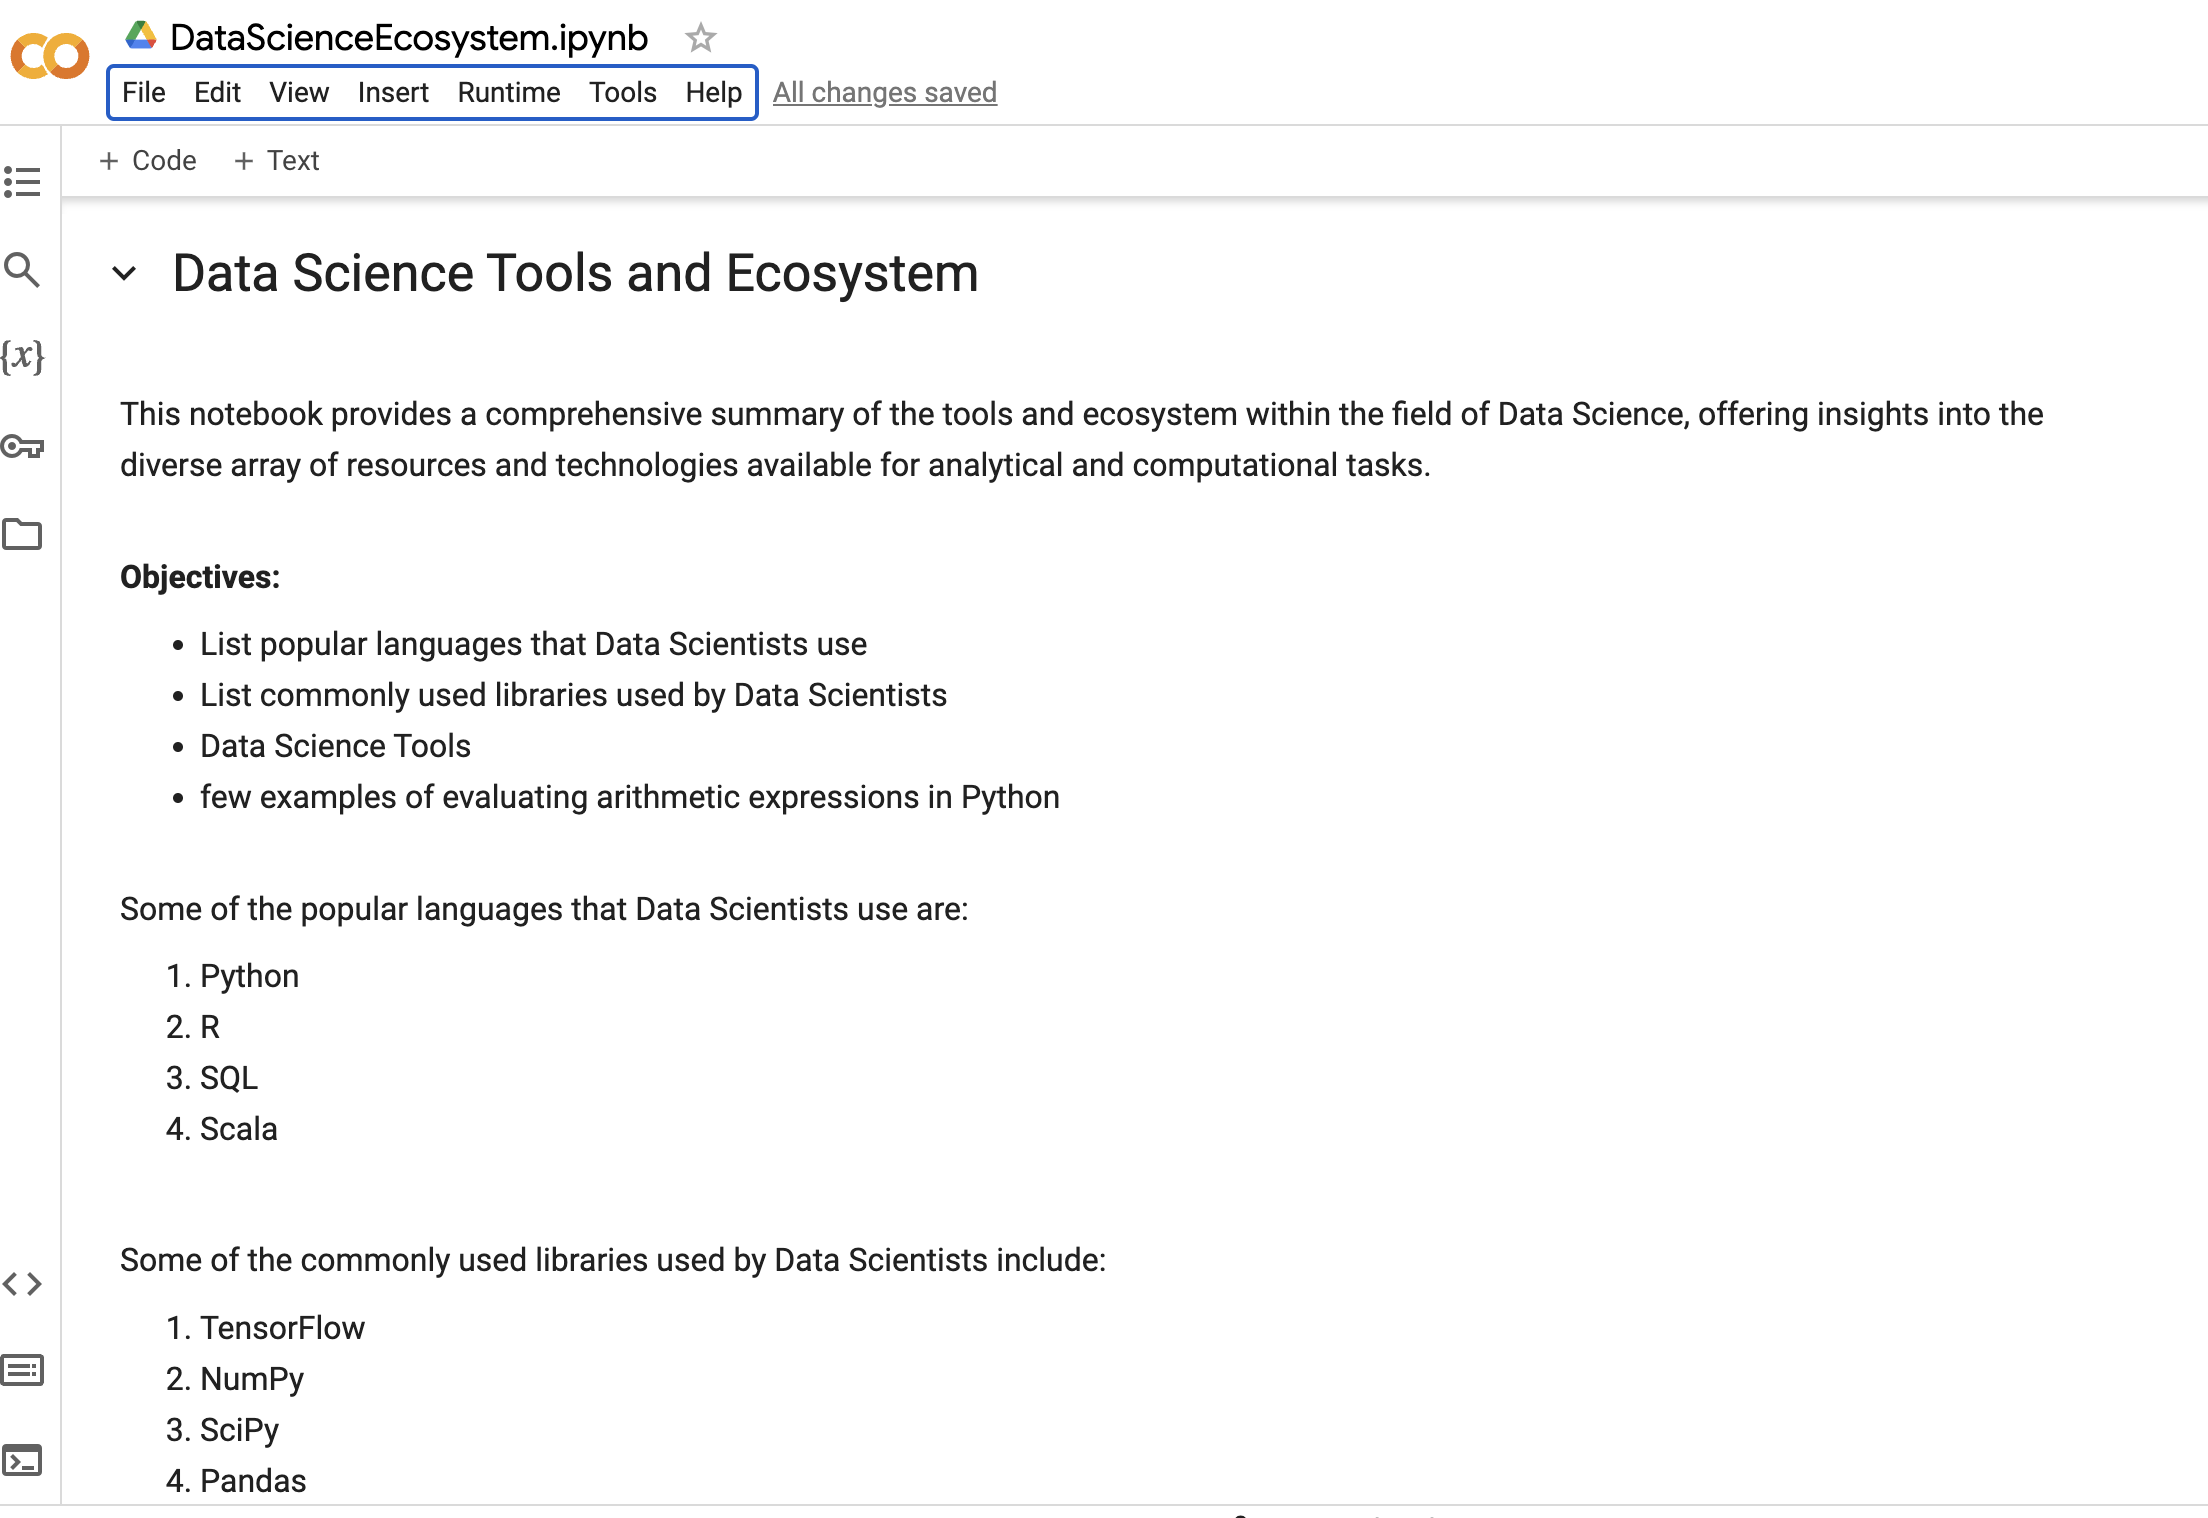 DataScienceEcosystem.ipynb
File Edit View Insert Runtime Tools Help All changes saved
+ Code + Text
Data Science Tools and Ecosystem
{x}
This notebook provides a comprehensive summary of the tools and ecosystem within the field of Data Science, offering insights into the
diverse array of resources and technologies available for analytical and computational tasks.
Objectives:
• List popular languages that Data Scientists use
• List commonly used libraries used by Data Scientists
• Data Science Tools
• few examples of evaluating arithmetic expressions in Python
Some of the popular languages that Data Scientists use are:
1. Python
2. R
3. SQL
4. Scala
Some of the commonly used libraries used by Data Scientists include:
1. TensorFlow
2. NumPy
3. SciPy
4. Pandas